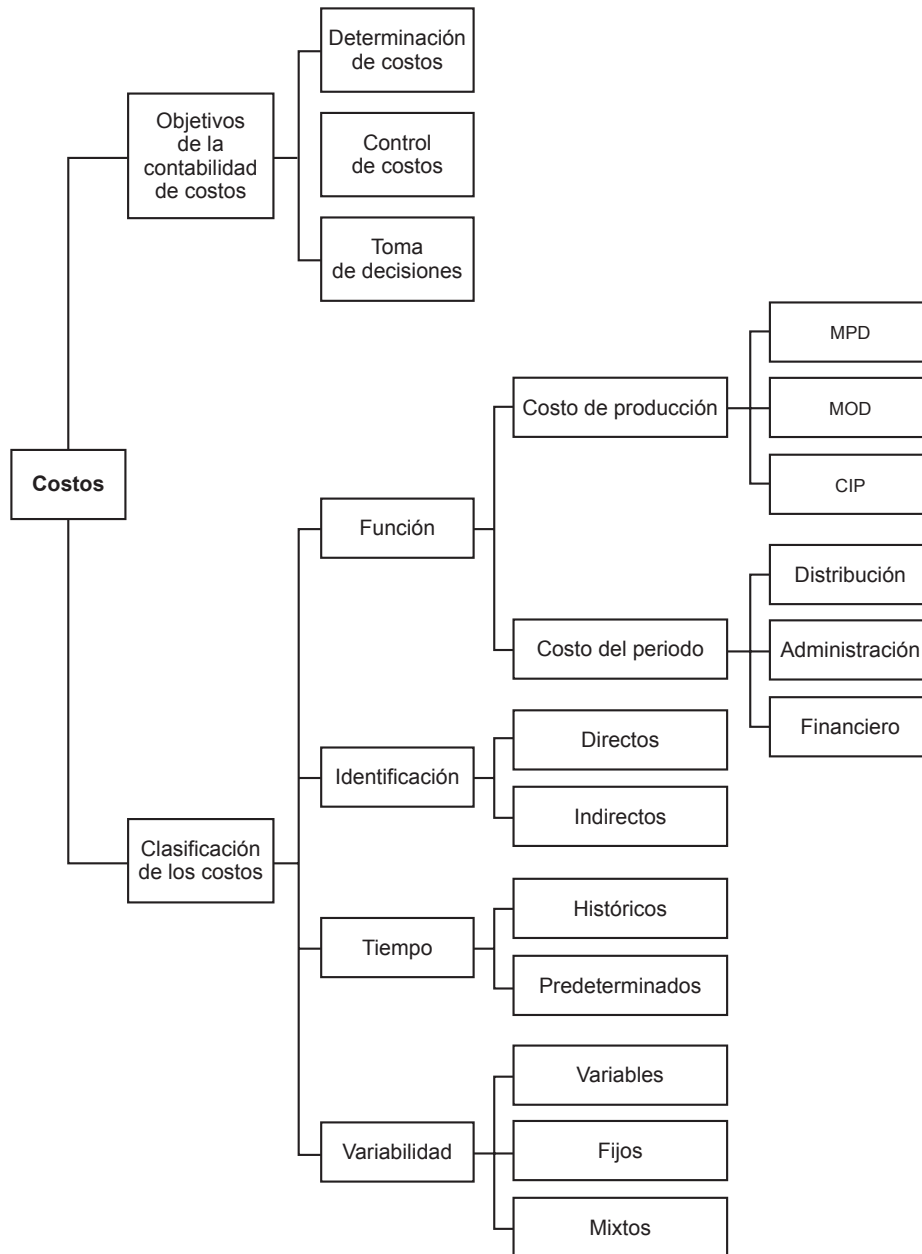 Determinación
de costos
Objetivos
de la
contabilidad
de costos
Control
de costos
Toma
de decisiones
MPD
Costo de producción
MOD
CIP
Costos
Función
Distribución
Costo del periodo
Administración
Financiero
Directos
Identificación
Indirectos
Clasificación
de los costos
Históricos
Tiempo
Predeterminados
Variables
Variabilidad
Fijos
Mixtos